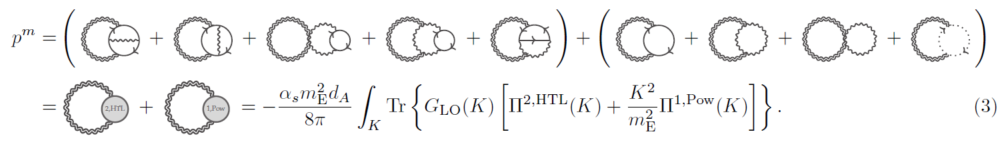 p^m = ( + + + + ) + ( + + + )
= 2,HTL + 1,Pow = −\frac{α_s m_E^2 d_A}{8π} ∫_K Tr { G_{LO}(K) [ Π^{2,HTL}(K) + \frac{K^2}{m_E^2} Π^{1,Pow}(K) ] } . (3)